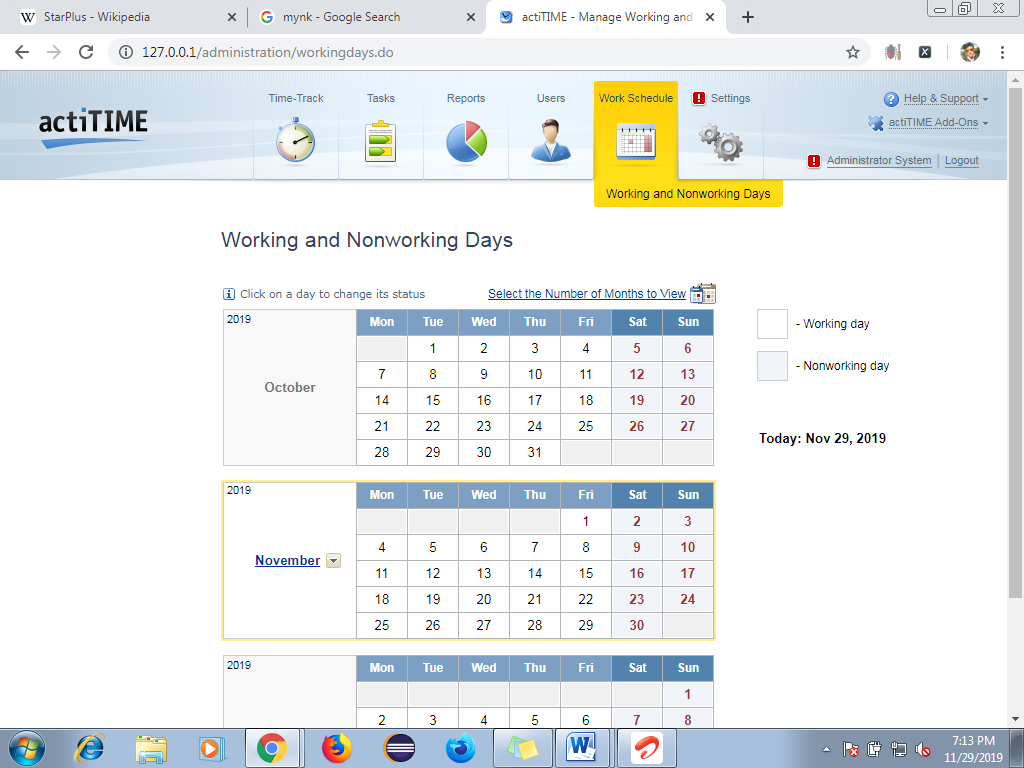 StarPlus - Wikipedia
mynk - Google Search
actiTIME - Manage Working and
127.0.0.1/administration/workingdays.do
actiTIME
Time-Track
Tasks
Reports
Users
Work Schedule
Settings
Help & Support
actiTIME Add-Ons
Administrator System
Logout
Working and Nonworking Days
Working and Nonworking Days
Click on a day to change its status
Select the Number of Months to View
2019 Mon Tue Wed Thu Fri Sat Sun
1 2 3 4 5 6
October
7 8 9 10 11 12 13
14 15 16 17 18 19 20
21 22 23 24 25 26 27
28 29 30 31
- Working day
- Nonworking day
Today: Nov 29, 2019
2019 Mon Tue Wed Thu Fri Sat Sun
1 2 3
November
4 5 6 7 8 9 10
11 12 13 14 15 16 17
18 19 20 21 22 23 24
25 26 27 28 29 30
2019 Mon Tue Wed Thu Fri Sat Sun
1
2 3 4 5 6 7 8
7:13 PM
11/29/2019